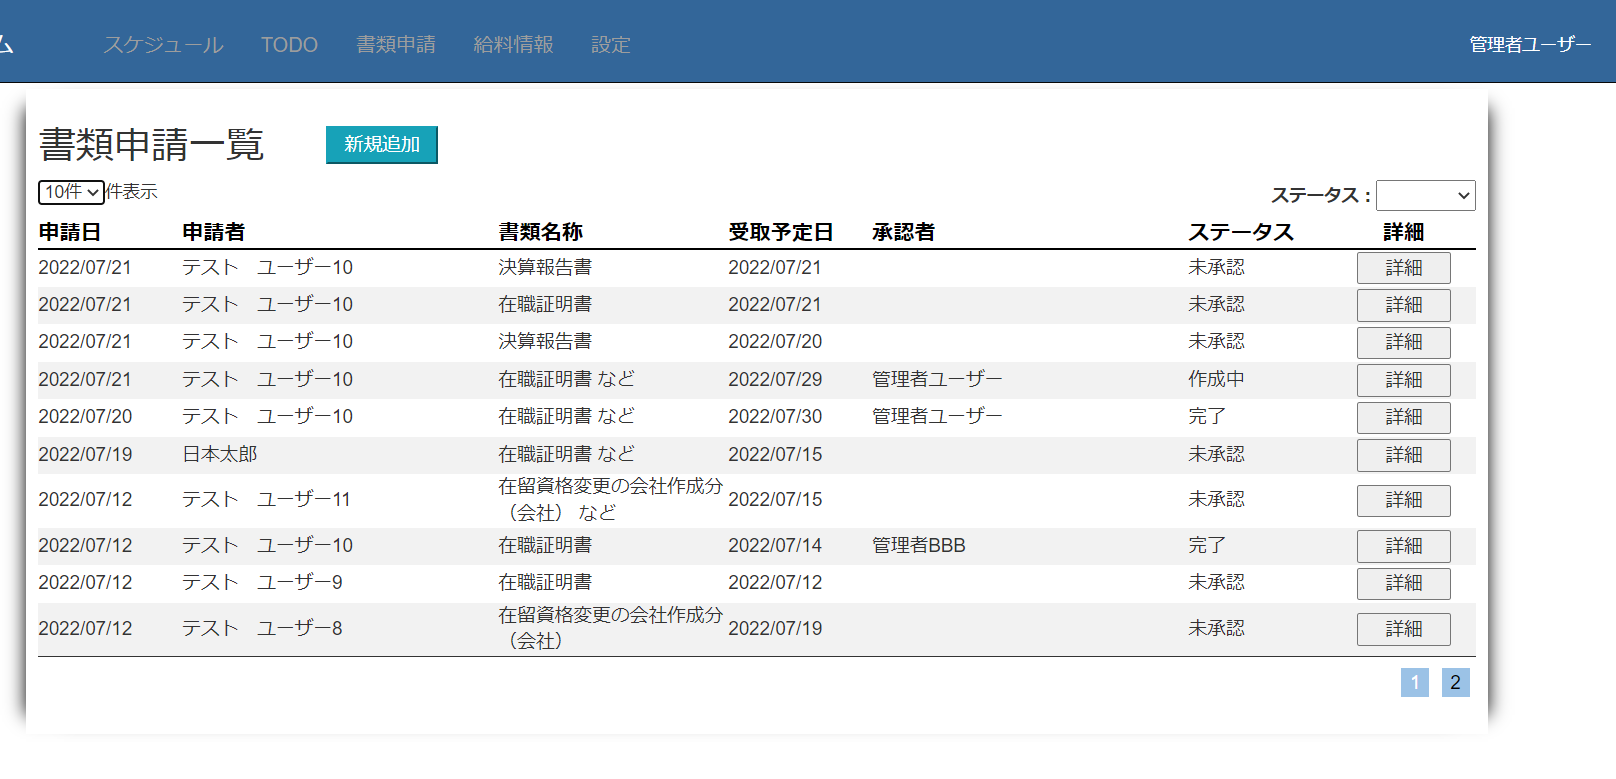 ム スケジュール TODO 書類申請 給料情報 設定 管理者ユーザー
書類申請一覧 新規追加
10件 件表示 ステータス :
申請日 申請者 書類名称 受取予定日 承認者 ステータス 詳細
2022/07/21 テスト　ユーザー10 決算報告書 2022/07/21 未承認 詳細
2022/07/21 テスト　ユーザー10 在職証明書 2022/07/21 未承認 詳細
2022/07/21 テスト　ユーザー10 決算報告書 2022/07/20 未承認 詳細
2022/07/21 テスト　ユーザー10 在職証明書 など 2022/07/29 管理者ユーザー 作成中 詳細
2022/07/20 テスト　ユーザー10 在職証明書 など 2022/07/30 管理者ユーザー 完了 詳細
2022/07/19 日本太郎 在職証明書 など 2022/07/15 未承認 詳細
2022/07/12 テスト　ユーザー11 在留資格変更の会社作成分 2022/07/15 未承認 詳細
（会社） など
2022/07/12 テスト　ユーザー10 在職証明書 2022/07/14 管理者BBB 完了 詳細
2022/07/12 テスト　ユーザー9 在職証明書 2022/07/12 未承認 詳細
2022/07/12 テスト　ユーザー8 在留資格変更の会社作成分 2022/07/19 未承認 詳細
（会社）
1 2